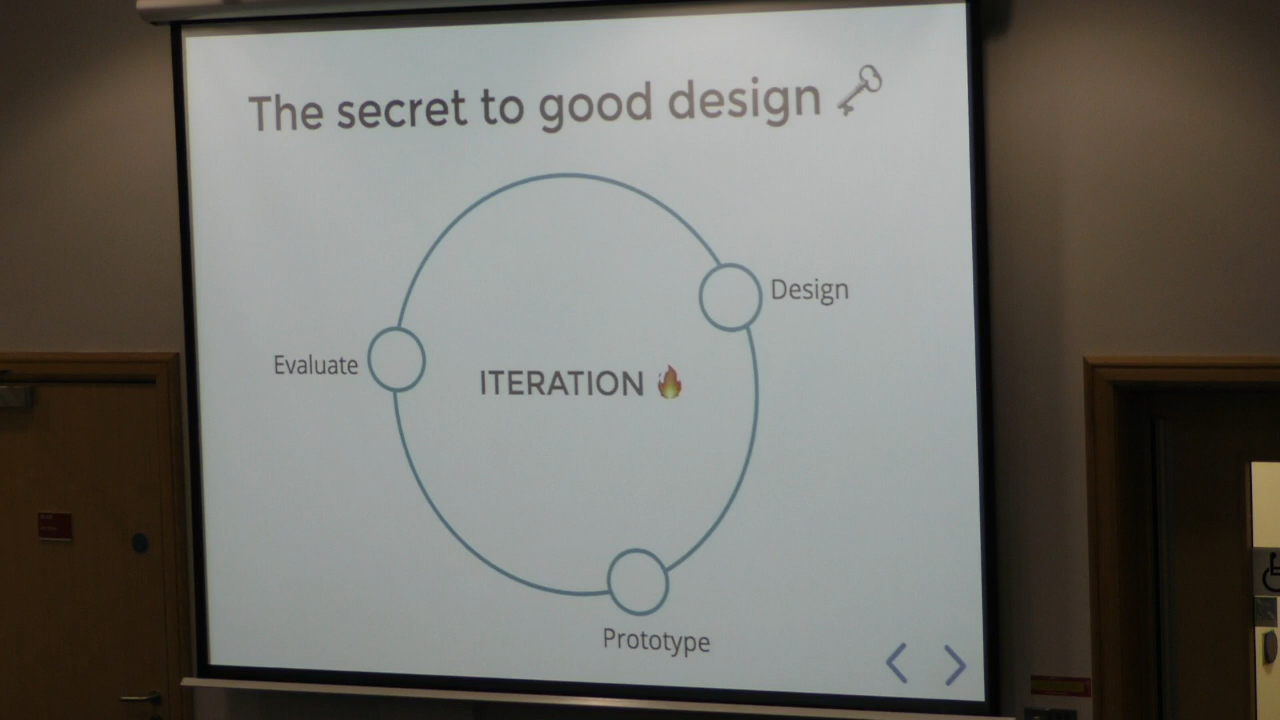 The secret to good design 🗝
Design
Evaluate
ITERATION 🔥
Prototype